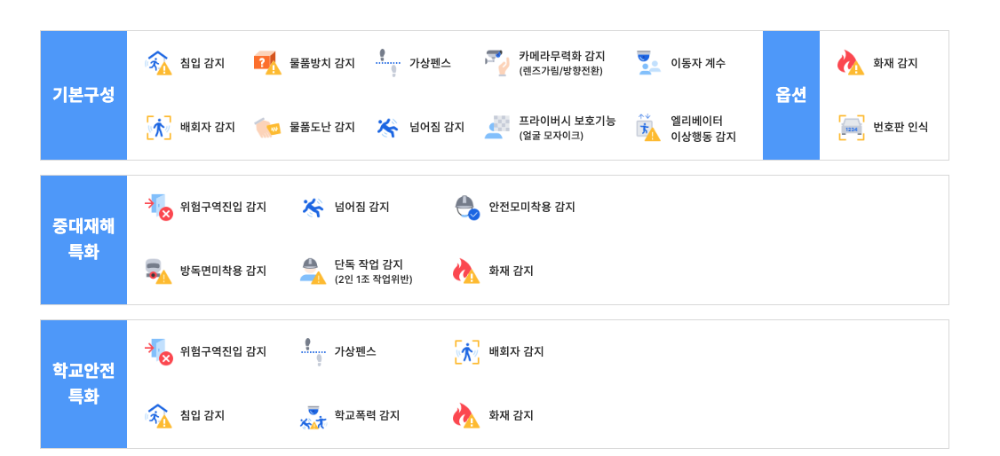 기본구성
침입 감지
물품방치 감지
가상펜스
카메라무력화 감지
(렌즈가림/방향전환)
이동자 계수
배회자 감지
물품도난 감지
넘어짐 감지
프라이버시 보호기능
(얼굴 모자이크)
엘리베이터
이상행동 감지
옵션
화재 감지
1234
번호판 인식
중대재해
특화
위험구역진입 감지
넘어짐 감지
안전모미착용 감지
방독면미착용 감지
단독 작업 감지
(2인 1조 작업위반)
화재 감지
학교안전
특화
위험구역진입 감지
가상펜스
배회자 감지
침입 감지
학교폭력 감지
화재 감지